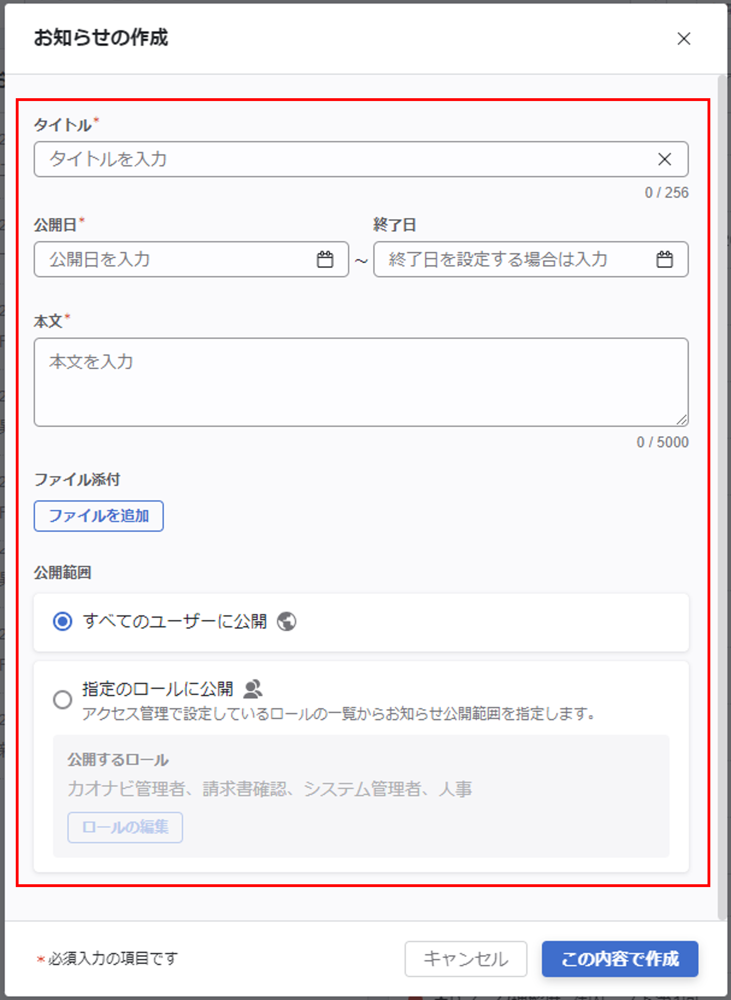 お知らせの作成
タイトル*
タイトルを入力
0 / 256
公開日* 終了日
公開日を入力 ~ 終了日を設定する場合は入力
本文*
本文を入力
0 / 5000
ファイル添付
ファイルを追加
公開範囲
すべてのユーザーに公開
指定のロールに公開
アクセス管理で設定しているロールの一覧からお知らせ公開範囲を指定します。
公開するロール
カオナビ管理者、請求書確認、システム管理者、人事
ロールの編集
*必須入力の項目です キャンセル この内容で作成